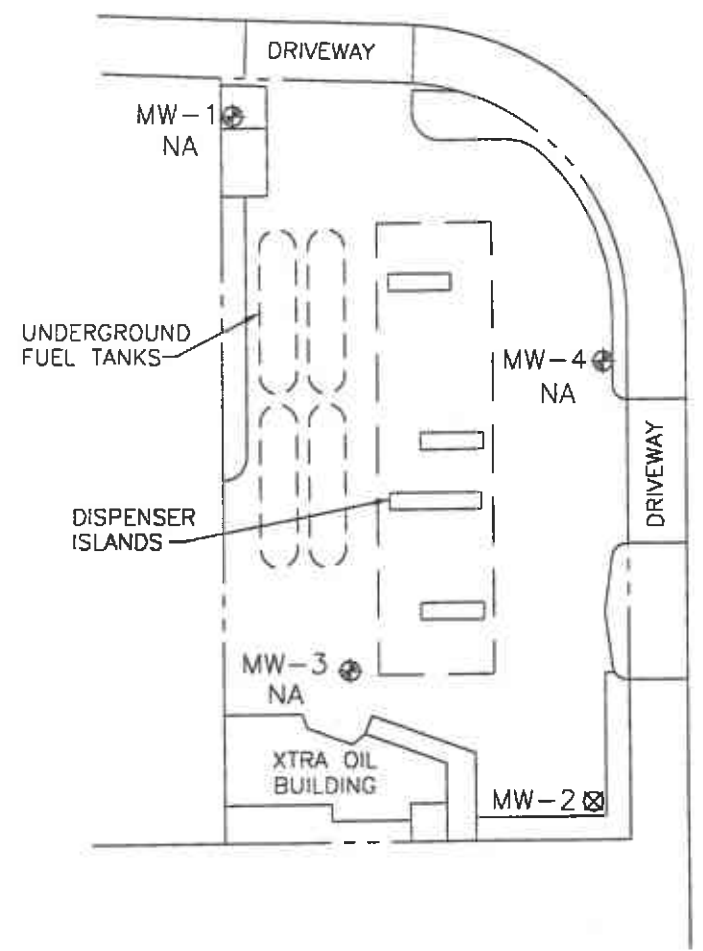 DRIVEWAY
MW-1
NA
UNDERGROUND
FUEL TANKS
MW-4
NA
DRIVEWAY
DISPENSER
ISLANDS
MW-3
NA
XTRA OIL
BUILDING
MW-2